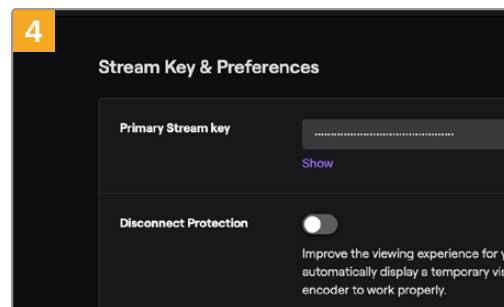 4
Stream Key & Preferences
Primary Stream key
Show
Disconnect Protection
Improve the viewing experience for
automatically display a temporary
encoder to work properly.